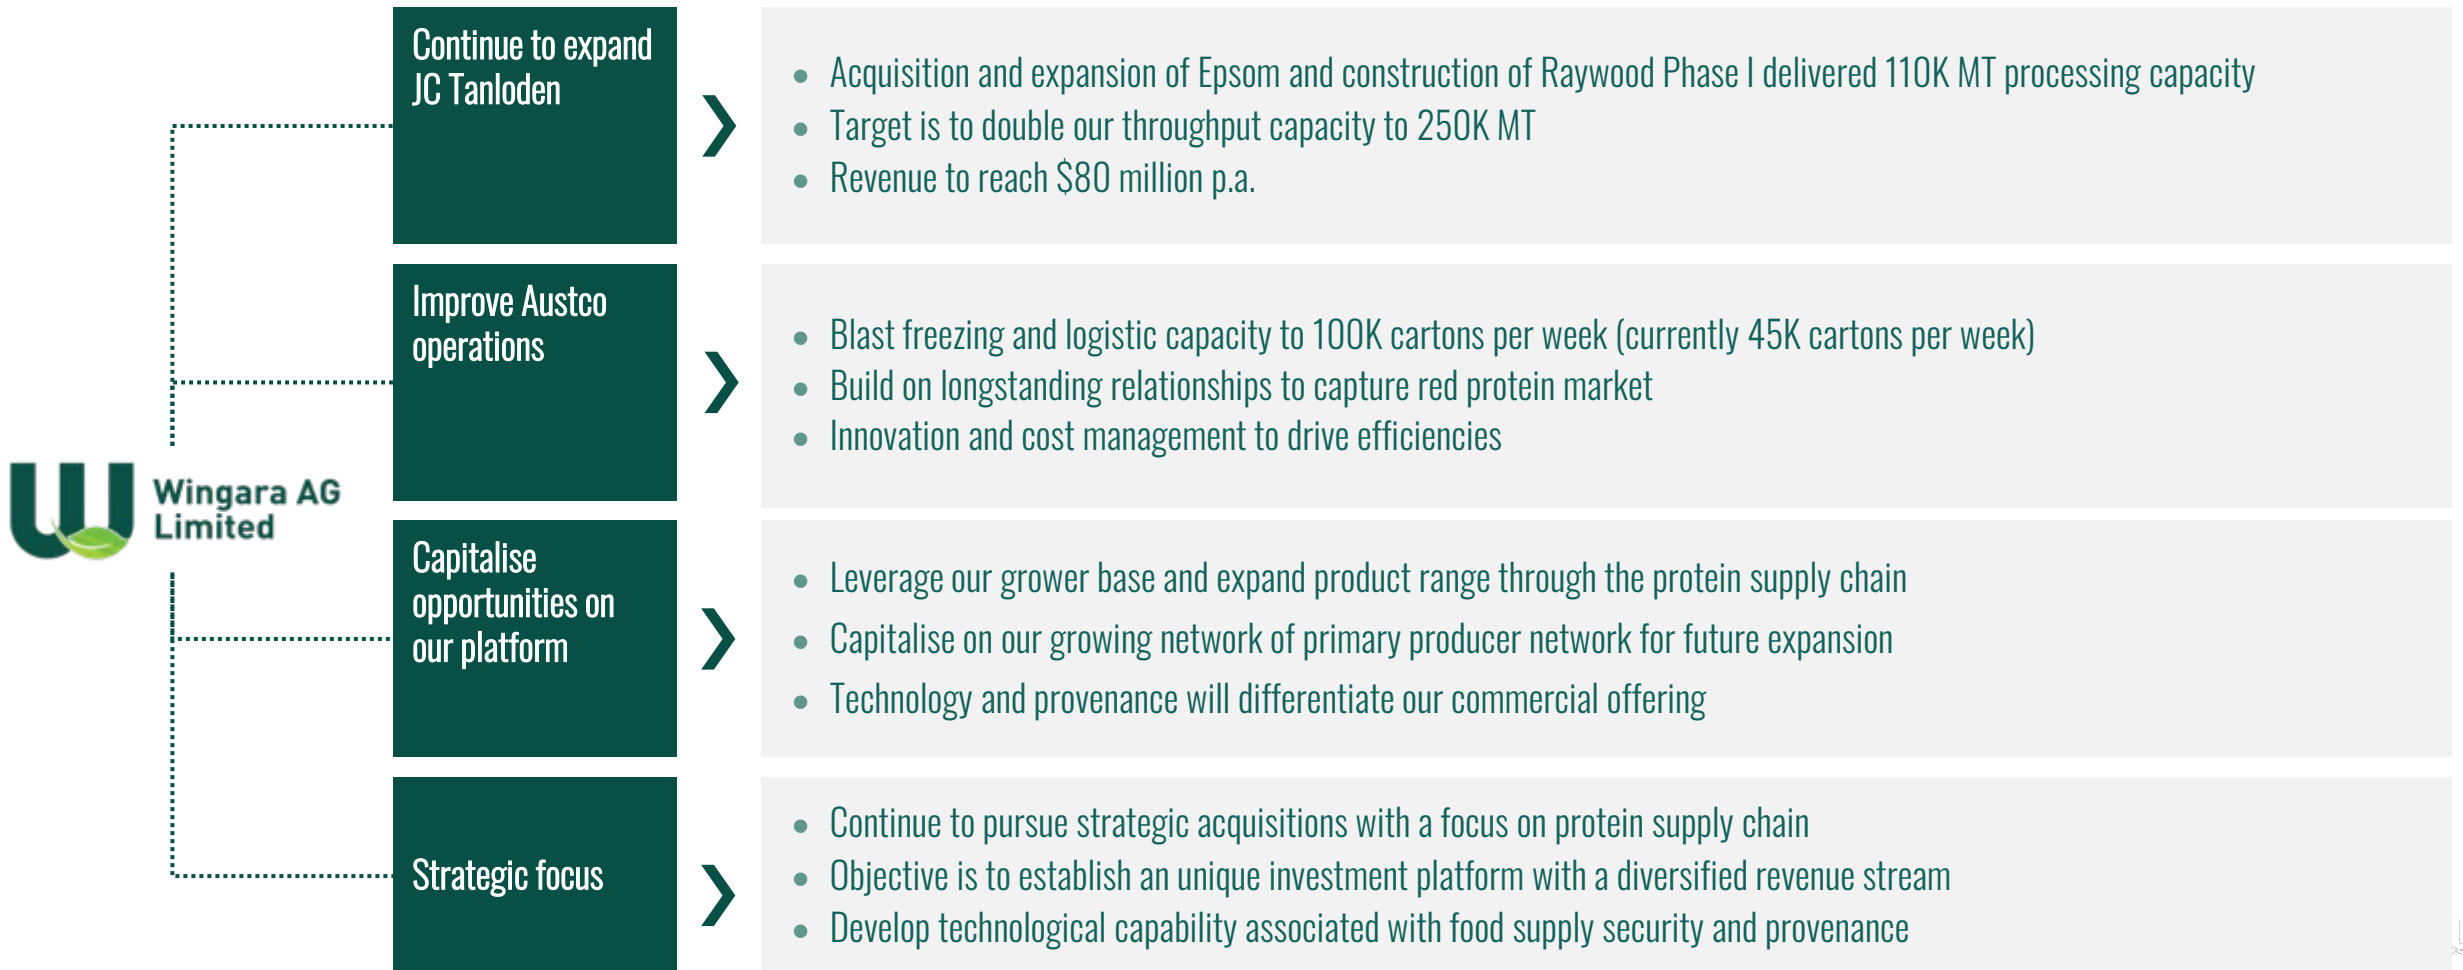 Continue to expand
JC Tanloden
Acquisition and expansion of Epsom and construction of Raywood Phase I delivered 110K MT processing capacity
Target is to double our throughput capacity to 250K MT
Revenue to reach $80 million p.a.
Improve Austco
operations
Blast freezing and logistic capacity to 100K cartons per week (currently 45K cartons per week)
Build on longstanding relationships to capture red protein market
Innovation and cost management to drive efficiencies
Wingara AG
Limited
Capitalise
opportunities on
our platform
Leverage our grower base and expand product range through the protein supply chain
Capitalise on our growing network of primary producer network for future expansion
Technology and provenance will differentiate our commercial offering
Strategic focus
Continue to pursue strategic acquisitions with a focus on protein supply chain
Objective is to establish an unique investment platform with a diversified revenue stream
Develop technological capability associated with food supply security and provenance